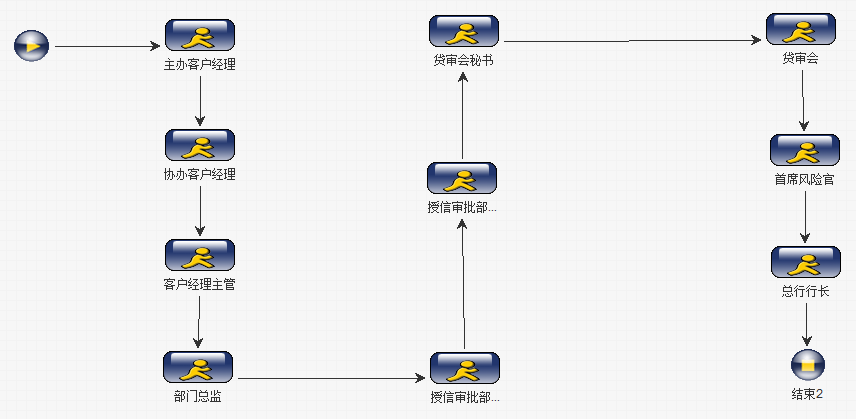 主办客户经理
协办客户经理
客户经理主管
部门总监
授信审批部...
授信审批部...
贷审会秘书
贷审会
首席风险官
总行行长
结束2